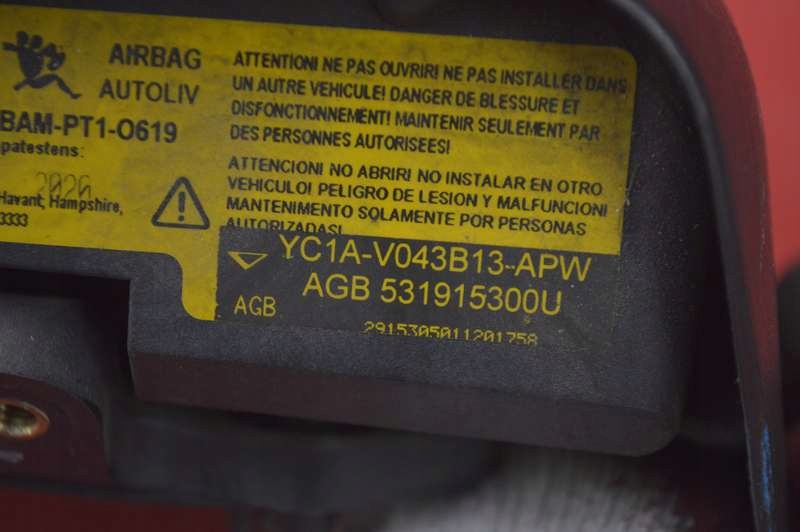 AIRBAG
AUTOLIV
BAM-PT1-0619
patestens:
2026
Havant, Hampshire,
3333
ATTENTION! NE PAS OUVRIR! NE PAS INSTALLER DANS
UN AUTRE VEHICULE! DANGER DE BLESSURE ET
DISFONCTIONNEMENT! MAINTENIR SEULEMENT PAR
DES PERSONNES AUTORISEES!
ATTENCION! NO ABRIR! NO INSTALAR EN OTRO
VEHICULO! PELIGRO DE LESION Y MALFUNCION!
MANTENIMENTO SOLAMENTE POR PERSONAS
AUTORIZADAS!
YC1A-V043B13-APW
AGB 531915300U
AGB
2915305011201758